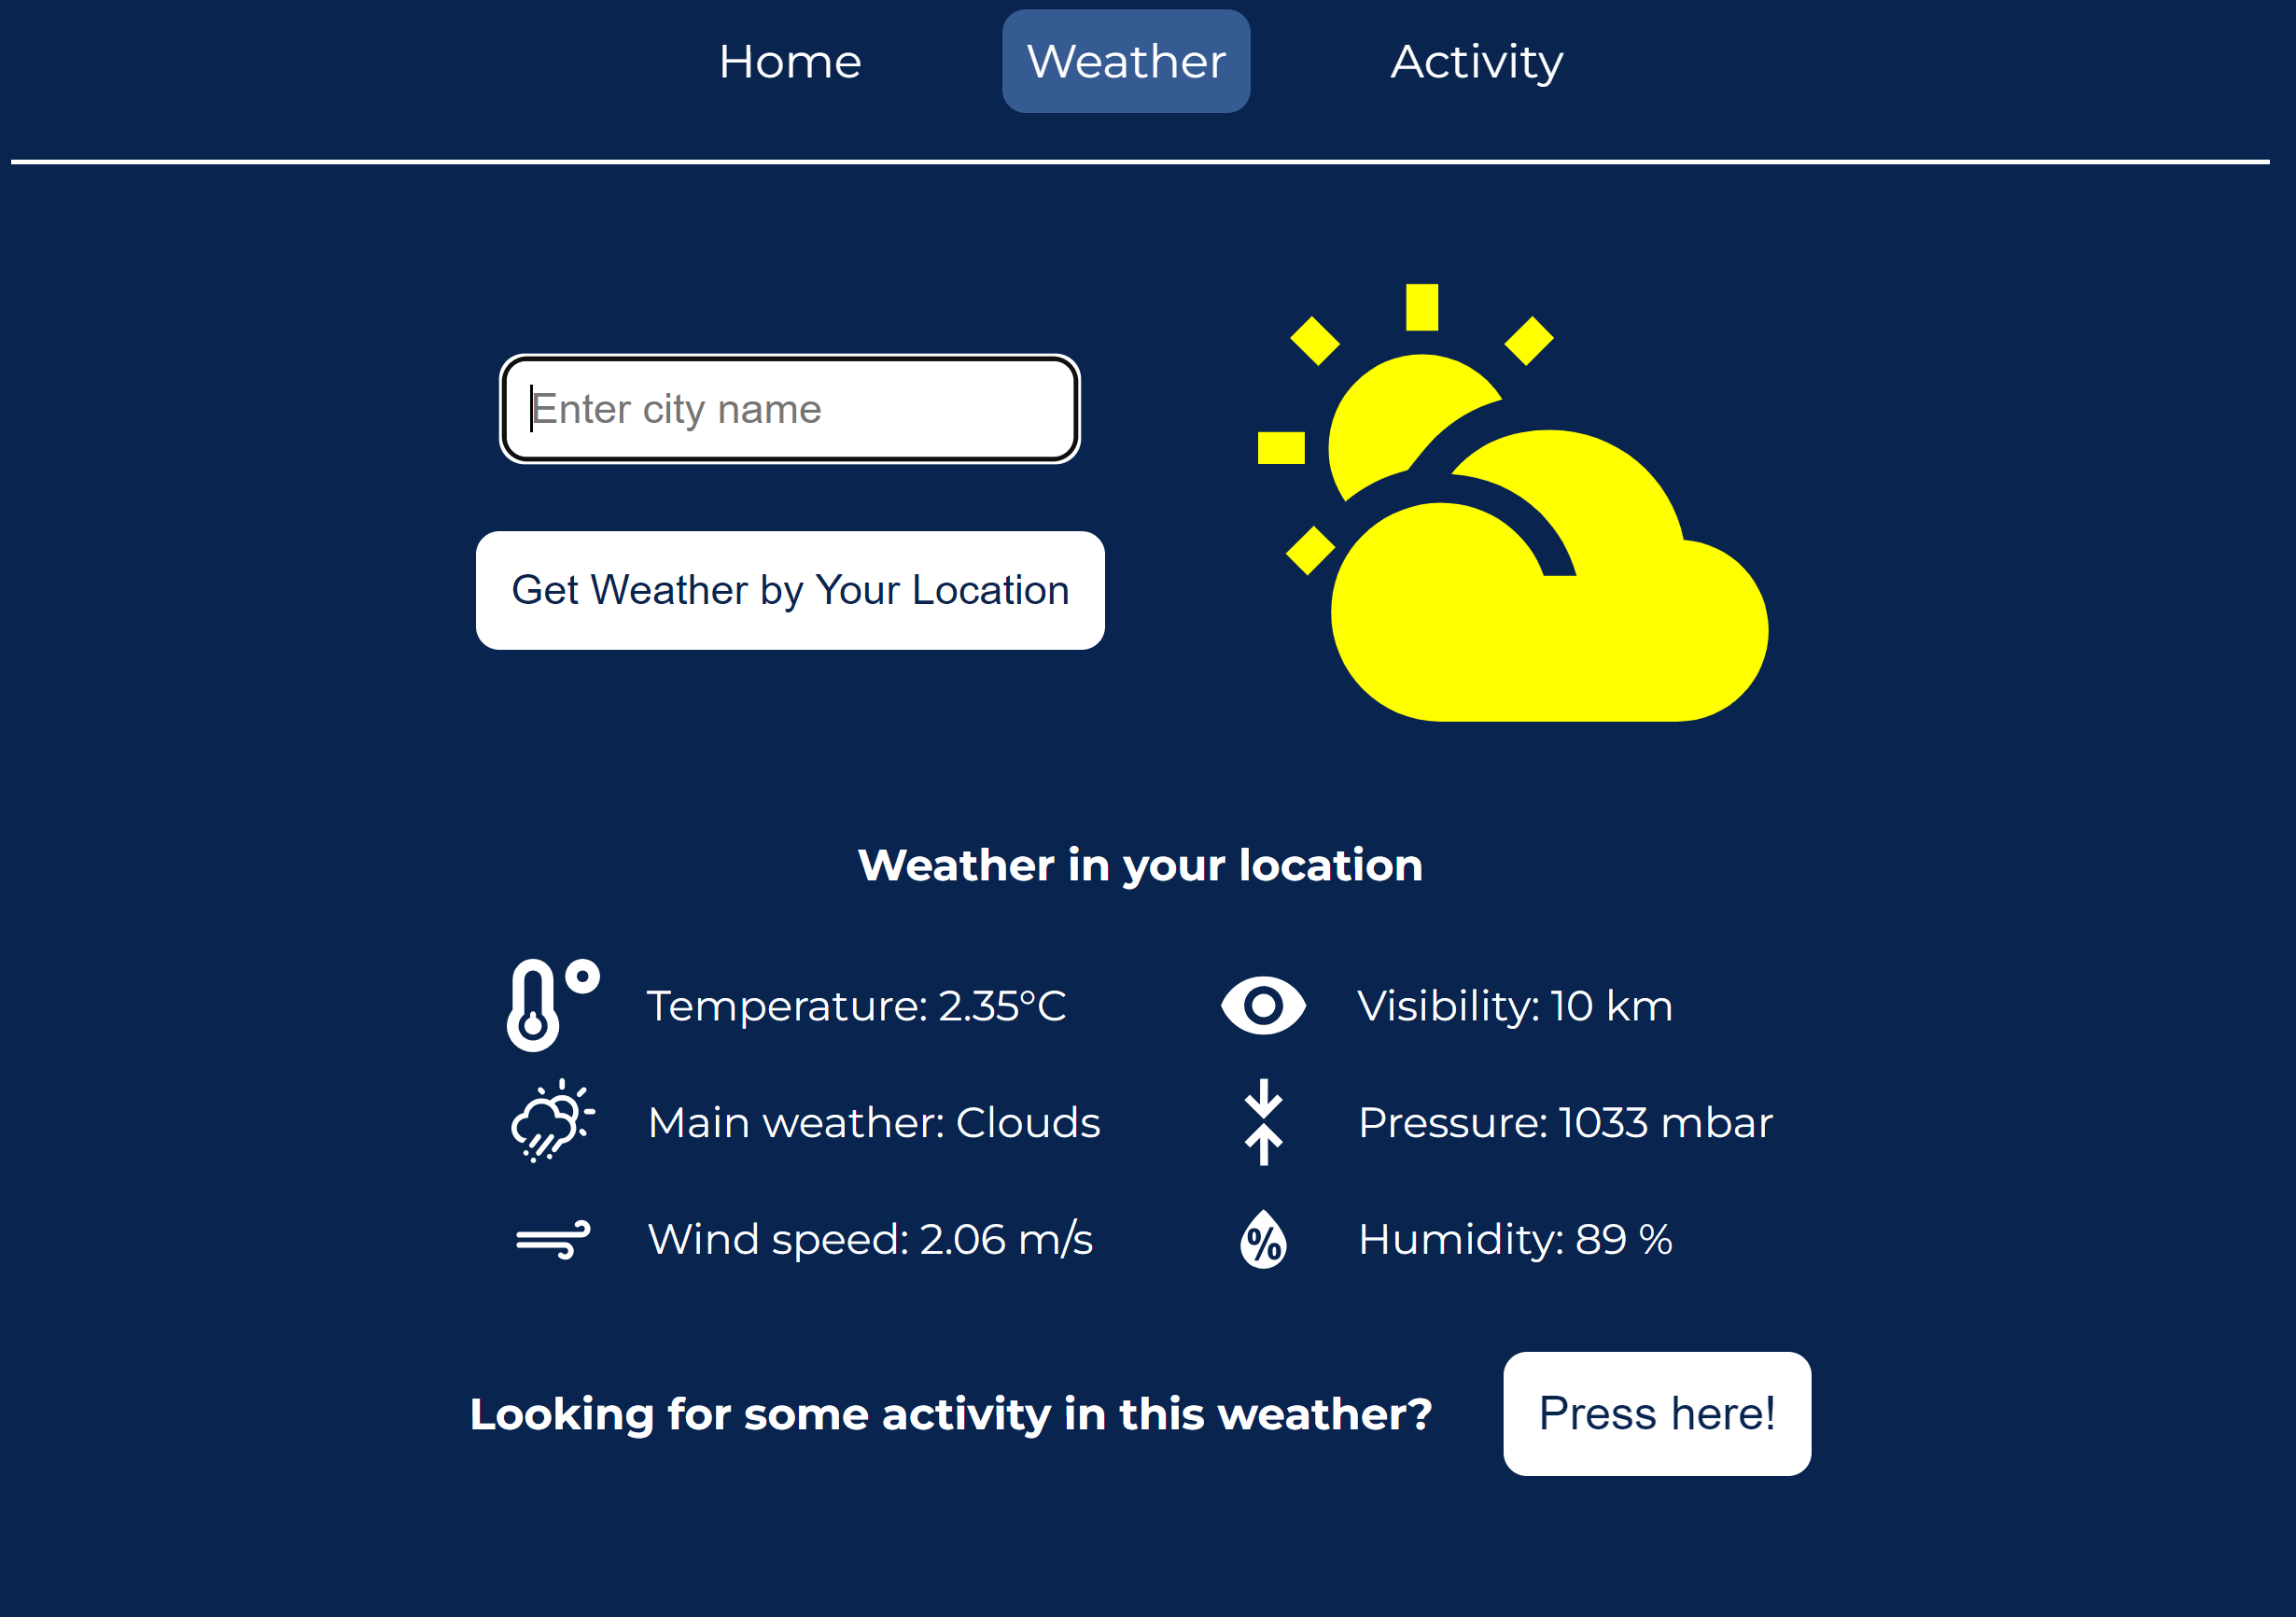 Home
Weather
Activity
Enter city name
Get Weather by Your Location
Weather in your location
Temperature: 2.35°C
Visibility: 10 km
Main weather: Clouds
Pressure: 1033 mbar
Wind speed: 2.06 m/s
%
Humidity: 89 %
Looking for some activity in this weather?
Press here!